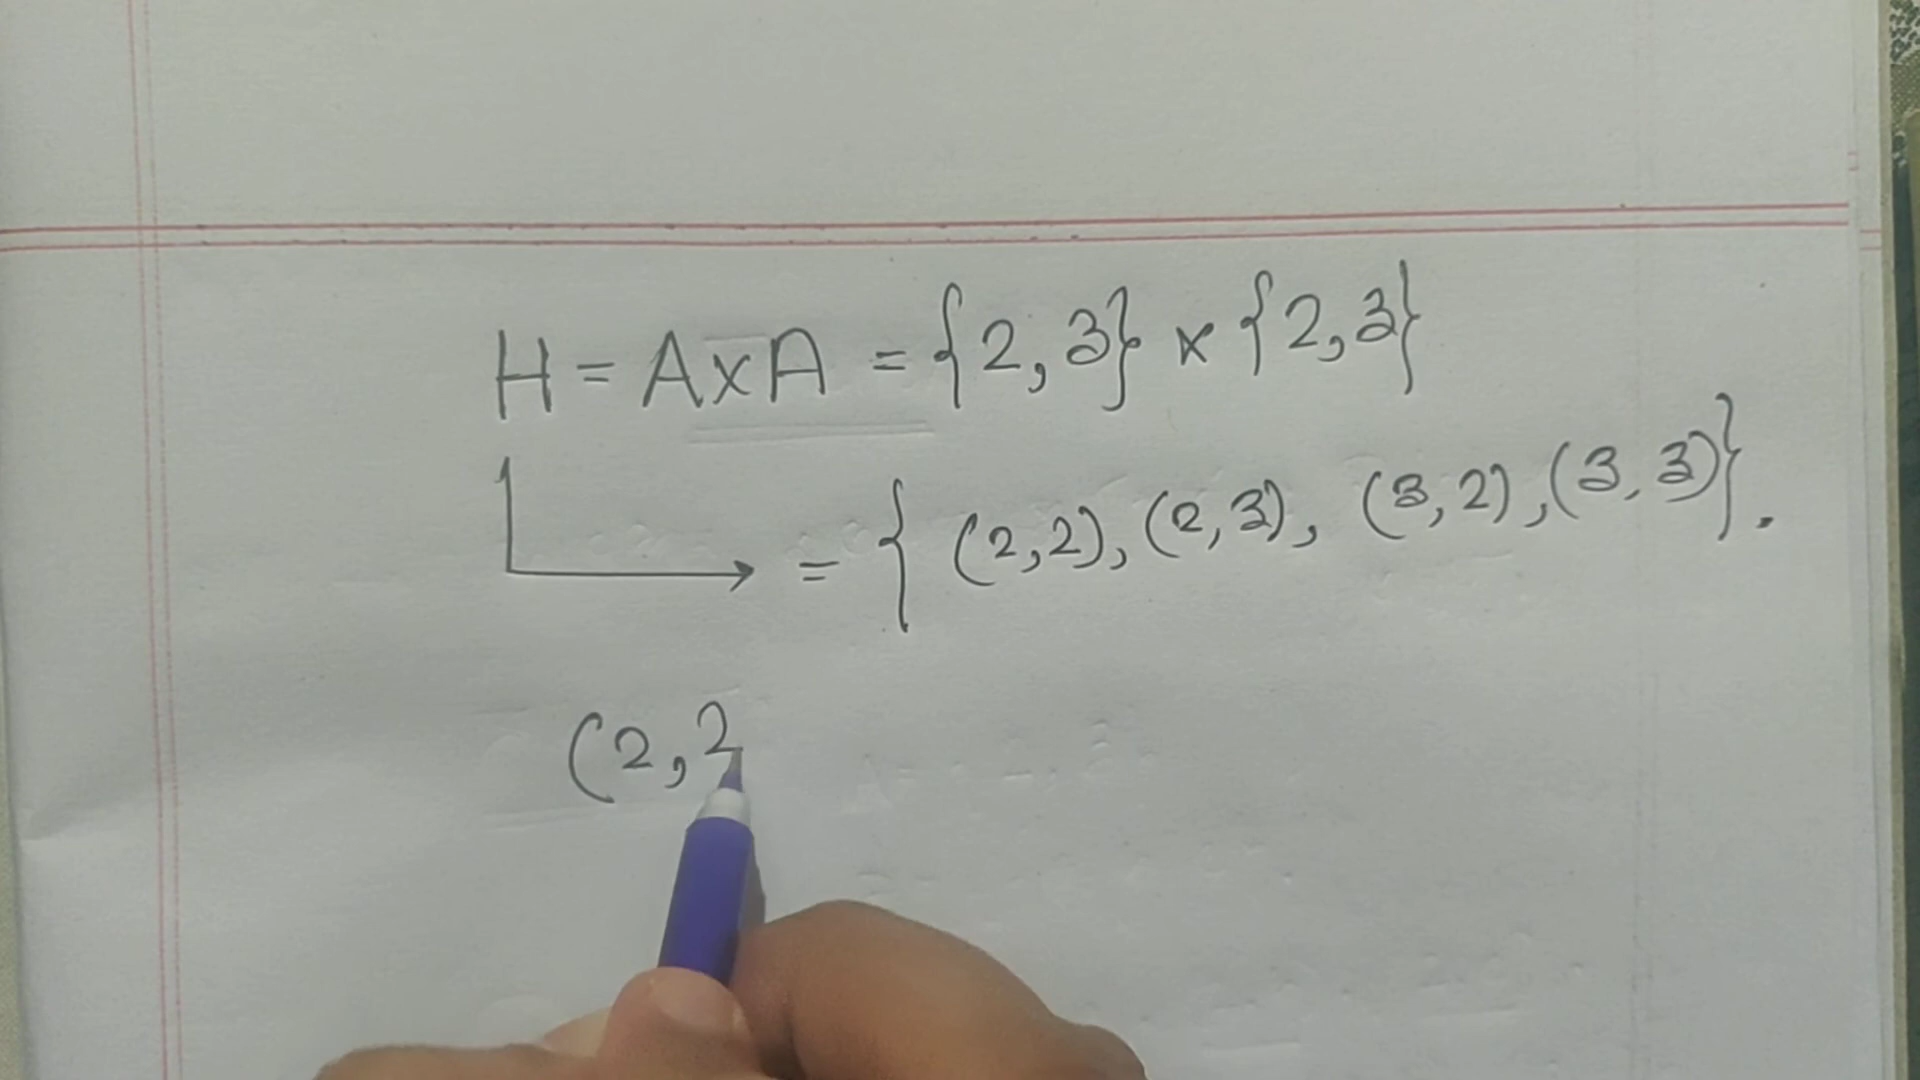 H = A x A = {2, 3} x {2, 3}
= { (2,2), (2,3), (3,2), (3, 3)}.
(2,2